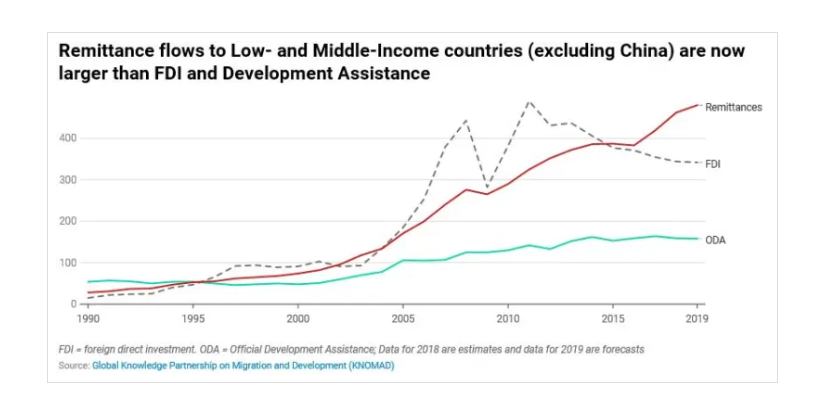 Remittance flows to Low- and Middle-Income countries (excluding China) are now
larger than FDI and Development Assistance
Remittances
400
FDI
300
200
ODA
100
0
1990 1995 2000 2005 2010 2015 2019
FDI = foreign direct investment. ODA = Official Development Assistance; Data for 2018 are estimates and data for 2019 are forecasts
Source: Global Knowledge Partnership on Migration and Development (KNOMAD)